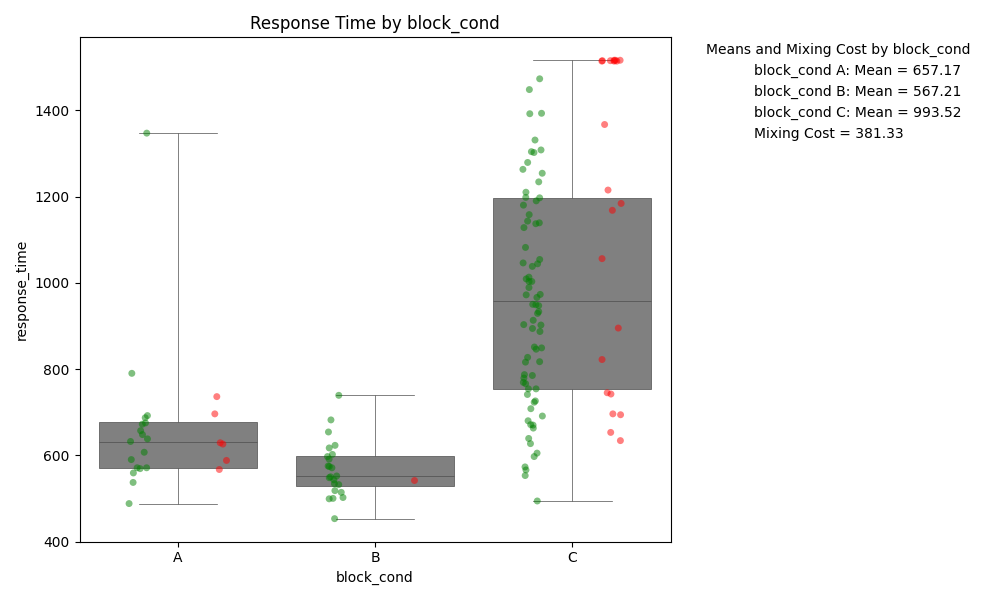 Response Time by block_cond
Means and Mixing Cost by block_cond
block_cond A: Mean = 657.17
block_cond B: Mean = 567.21
block_cond C: Mean = 993.52
Mixing Cost = 381.33
response_time
1400
1200
1000
800
600
400
A B C
block_cond